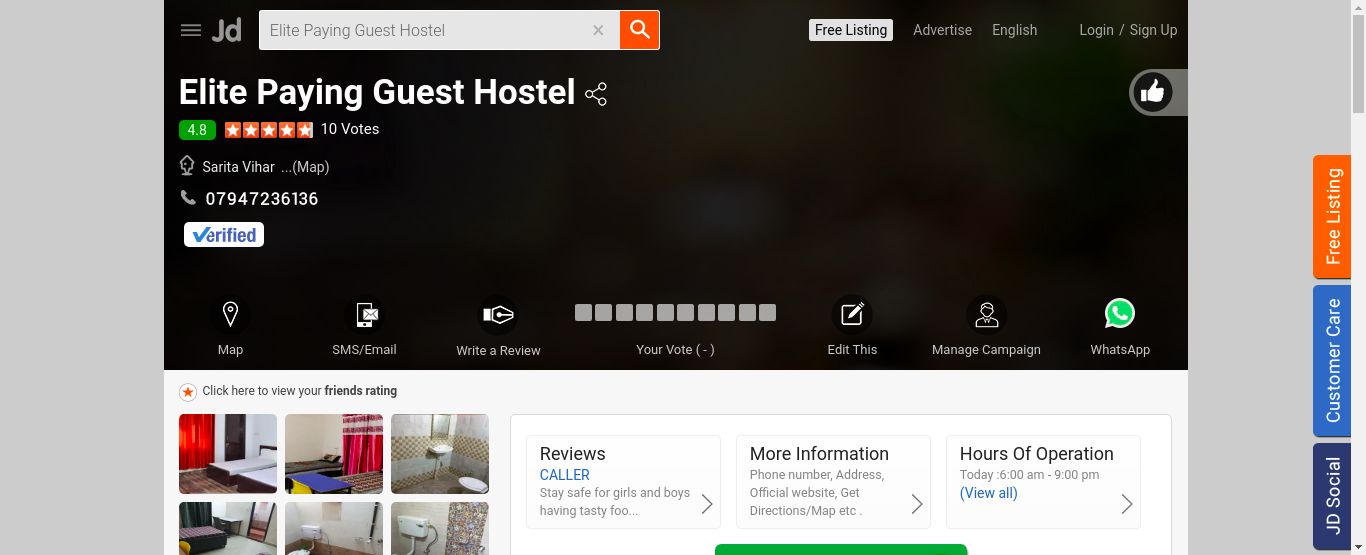 Jd
Elite Paying Guest Hostel
Free Listing
Advertise
English
Login / Sign Up
Elite Paying Guest Hostel
4.8
10 Votes
Sarita Vihar ...(Map)
07947236136
Verified
Map
SMS/Email
Write a Review
Your Vote ( - )
Edit This
Manage Campaign
WhatsApp
Click here to view your friends rating
Reviews
CALLER
Stay safe for girls and boys
having tasty foo...
More Information
Phone number, Address,
Official website, Get
Directions/Map etc .
Hours Of Operation
Today :6:00 am - 9:00 pm
(View all)
Free Listing
Customer Care
JD Social